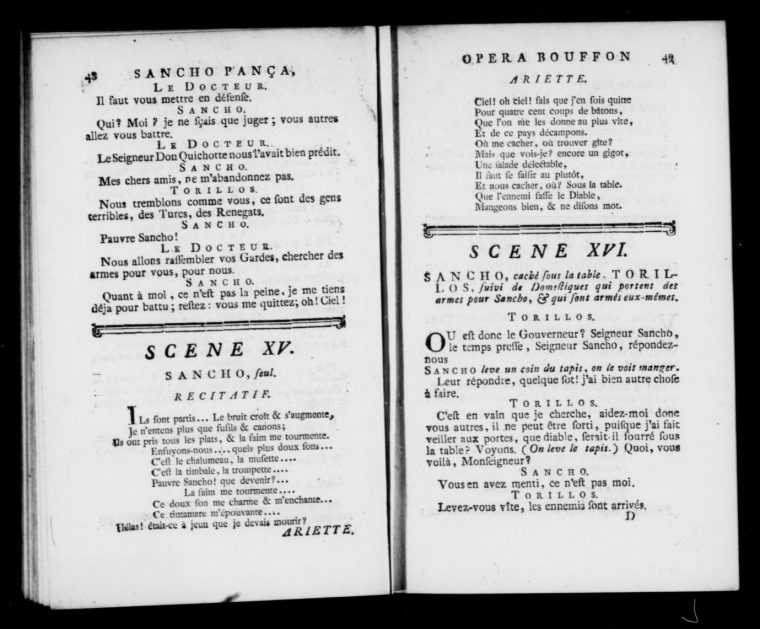 48 SANCHO PANÇA,
LE DOCTEUR.
Il faut vous mettre en défenſe.
SANCHO.
Qui? Moi? je ne ſçais que juger; vous autres
allez vous battre.
LE DOCTEUR.
Le Seigneur Don Quichotte nous l'avait bien prédit.
SANCHO.
Mes chers amis, ne m'abandonnez pas.
TORILLOS.
Nous tremblons comme vous, ce ſont des gens
terribles, des Turcs, des Renegats.
SANCHO.
Pauvre Sancho!
LE DOCTEUR.
Nous allons raſſembler vos Gardes, chercher des
armes pour vous, pour nous.
SANCHO.
Quant à moi, ce n'eſt pas la peine, je me tiens
déja pour battu; reſtez: vous me quittez; oh! Ciel!
SCENE XV.
SANCHO, ſeul.
RECITATIF.
ILs ſont partis... Le bruit croît & s'augmente,
Je n'entens plus que fuſils & canons;
Ils ont pris tous les plats, & la faim me tourmente.
Enfuyons-nous.... quels plus doux ſons...
C'eſt le chalumeau, la muſette....
C'eſt la timbale, la trompette....
Pauvre Sancho! que devenir?...
La faim me tourmente....
Ce doux ſon me charme & m'enchante...
Ce tintamare m'épouvante....
Hélas! était-ce à jeun que je devais mourir?
ARIETTE.
OPERA BOUFFON 49
ARIETTE.
Ciel! oh ciel! fais que j'en ſois quitte
Pour quatre cent coups de bâtons,
Que l'on me les donne au plus vîte,
Et de ce pays décampons.
Où me cacher, où trouver gîte?
Mais que vois-je? encore un gigot,
Une ſalade délectable,
Il faut ſe ſaiſir au plutôt,
Et nous cacher, où? Sous la table.
Que l'ennemi faſſe le Diable,
Mangeons bien, & ne diſons mot.
SCENE XVI.
SANCHO, caché ſous la table. TORIL-
LOS, ſuivi de Domeſtiques qui portent des
armes pour Sancho, & qui ſont armés eux-mêmes.
TORILLOS.
OU eſt donc le Gouverneur? Seigneur Sancho,
le temps preſſe, Seigneur Sancho, répondez-
nous
SANCHO leve un coin du tapis, on le voit manger.
Leur répondre, quelque ſot! j'ai bien autre choſe
à faire.
TORILLOS.
C'eſt en vain que je cherche, aidez-moi donc
vous autres, il ne peut être ſorti, puiſque j'ai fait
veiller aux portes, que diable, ſerait-il fourré ſous
la table? Voyons. (On leve le tapis.) Quoi, vous
voilà, Monſeigneur?
SANCHO.
Vous en avez menti, ce n'eſt pas moi.
TORILLOS.
Levez-vous vîte, les ennemis ſont arrivés.
D